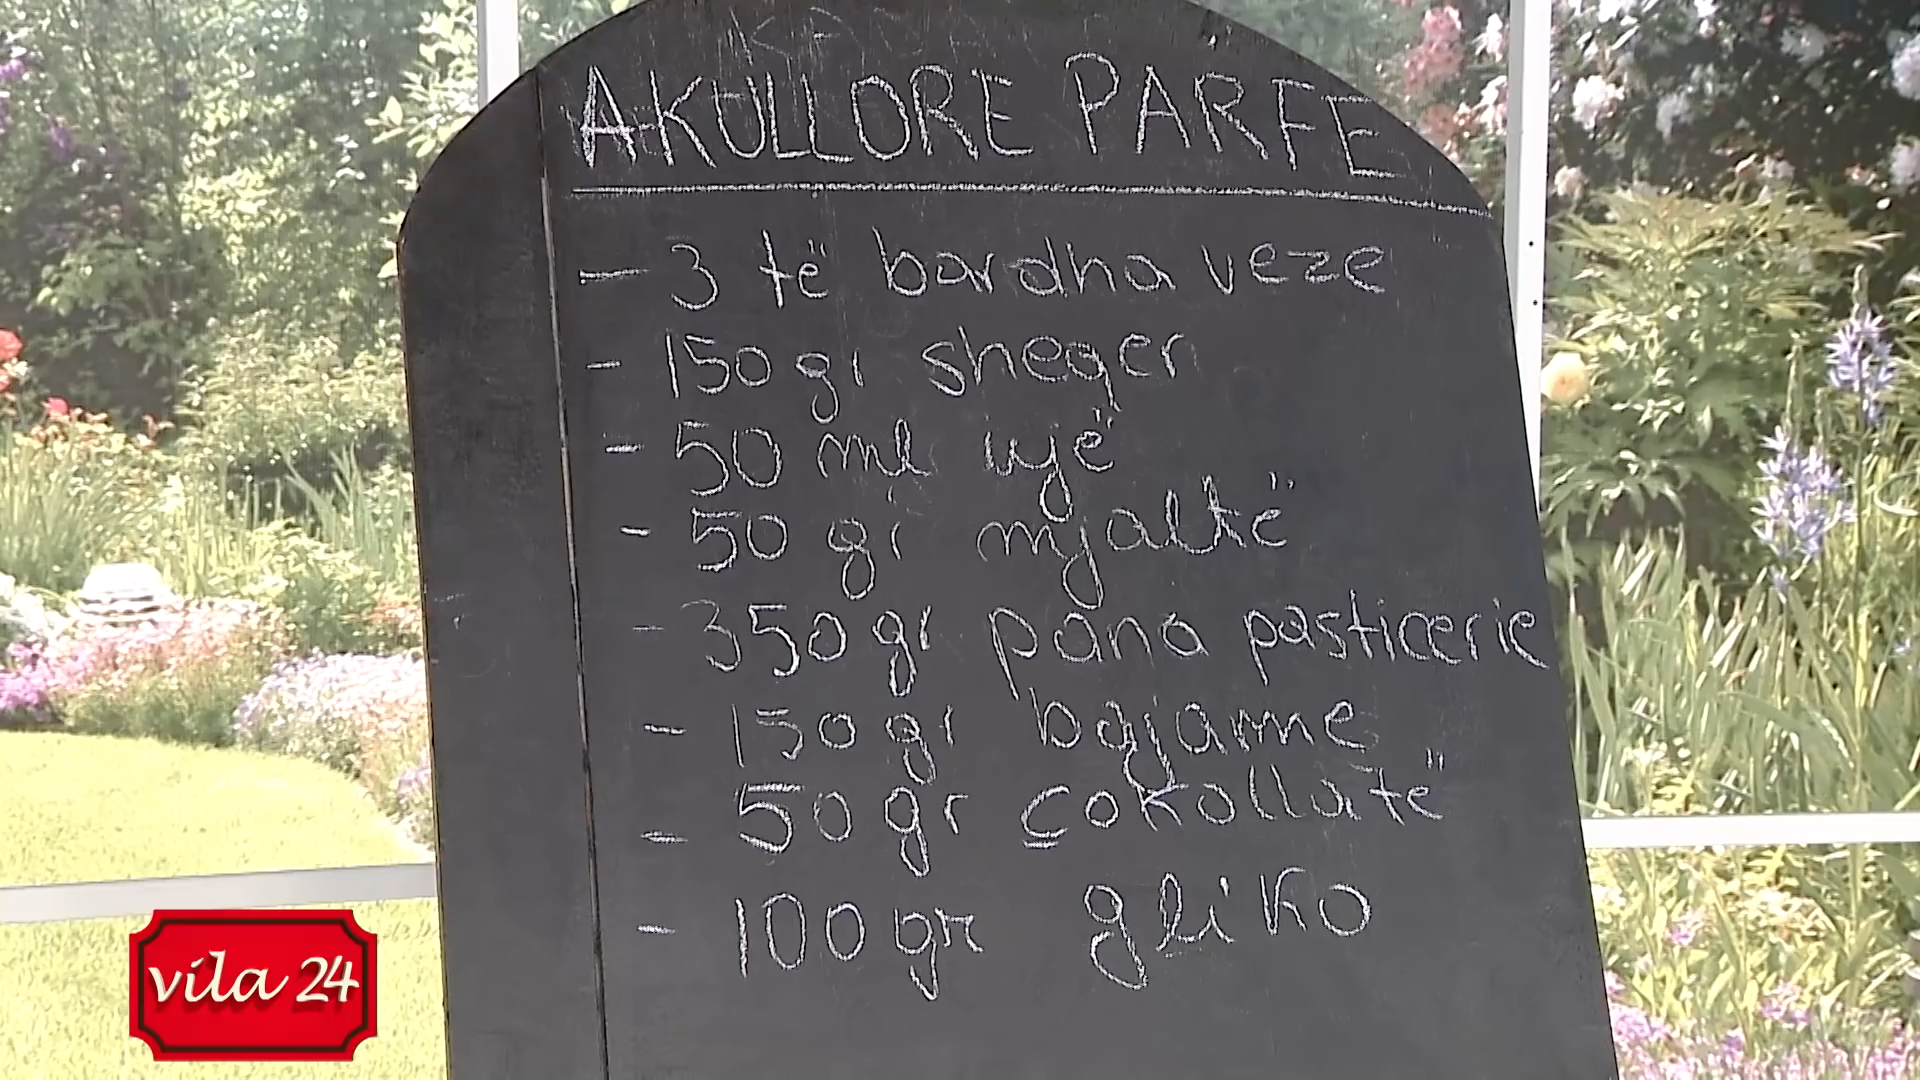 AKULLORE PARFE
- 3 të bardha veze
- 150 gr sheqer
- 50 ml ujë
- 50 gr mjaltë
- 350 gr pana pasticerie
- 150 gr bajame
- 50 gr çokollatë
- 100 gr gliko
vila 24